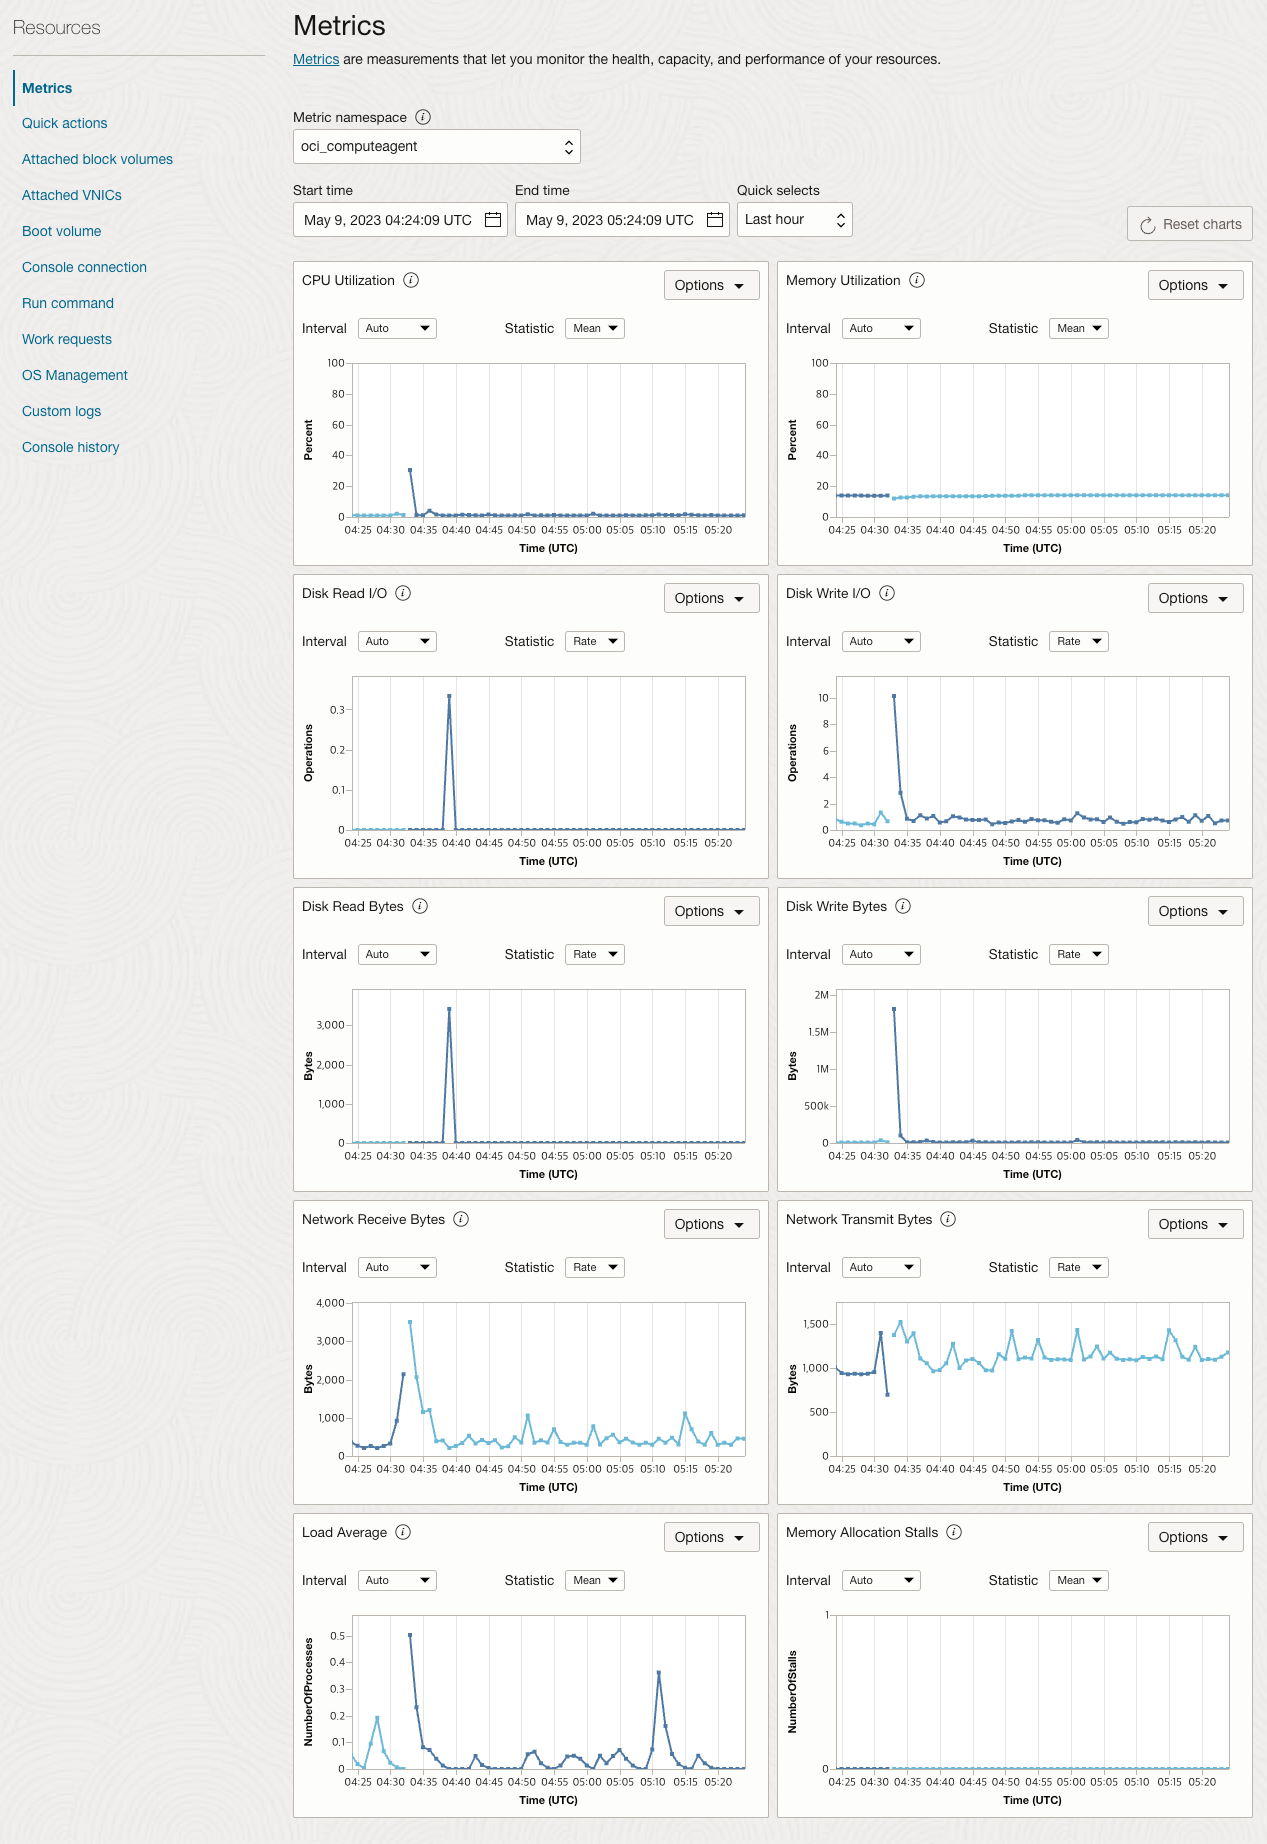 Resources
Metrics
Quick actions
Attached block volumes
Attached VNICs
Boot volume
Console connection
Run command
Work requests
OS Management
Custom logs
Console history
Metrics
Metrics are measurements that let you monitor the health, capacity, and performance of your resources.
Metric namespace i
oci_computeagent
Start time End time Quick selects
May 9, 2023 04:24:09 UTC May 9, 2023 05:24:09 UTC Last hour Reset charts
CPU Utilization i Options
Interval Auto Statistic Mean
100
80
60
40
20
0
Percent
04:25 04:30 04:35 04:40 04:45 04:50 04:55 05:00 05:05 05:10 05:15 05:20
Time (UTC)
Memory Utilization i Options
Interval Auto Statistic Mean
100
80
60
40
20
0
Percent
04:25 04:30 04:35 04:40 04:45 04:50 04:55 05:00 05:05 05:10 05:15 05:20
Time (UTC)
Disk Read I/O i Options
Interval Auto Statistic Rate
0.3
0.2
0.1
0
Operations
04:25 04:30 04:35 04:40 04:45 04:50 04:55 05:00 05:05 05:10 05:15 05:20
Time (UTC)
Disk Write I/O i Options
Interval Auto Statistic Rate
10
8
6
4
2
0
Operations
04:25 04:30 04:35 04:40 04:45 04:50 04:55 05:00 05:05 05:10 05:15 05:20
Time (UTC)
Disk Read Bytes i Options
Interval Auto Statistic Rate
3,000
2,000
1,000
0
Bytes
04:25 04:30 04:35 04:40 04:45 04:50 04:55 05:00 05:05 05:10 05:15 05:20
Time (UTC)
Disk Write Bytes i Options
Interval Auto Statistic Rate
2M
1.5M
1M
500k
0
Bytes
04:25 04:30 04:35 04:40 04:45 04:50 04:55 05:00 05:05 05:10 05:15 05:20
Time (UTC)
Network Receive Bytes i Options
Interval Auto Statistic Rate
4,000
3,000
2,000
1,000
0
Bytes
04:25 04:30 04:35 04:40 04:45 04:50 04:55 05:00 05:05 05:10 05:15 05:20
Time (UTC)
Network Transmit Bytes i Options
Interval Auto Statistic Rate
1,500
1,000
500
0
Bytes
04:25 04:30 04:35 04:40 04:45 04:50 04:55 05:00 05:05 05:10 05:15 05:20
Time (UTC)
Load Average i Options
Interval Auto Statistic Mean
0.5
0.4
0.3
0.2
0.1
0
NumberOfProcesses
04:25 04:30 04:35 04:40 04:45 04:50 04:55 05:00 05:05 05:10 05:15 05:20
Time (UTC)
Memory Allocation Stalls i Options
Interval Auto Statistic Mean
1
0
NumberOfStalls
04:25 04:30 04:35 04:40 04:45 04:50 04:55 05:00 05:05 05:10 05:15 05:20
Time (UTC)